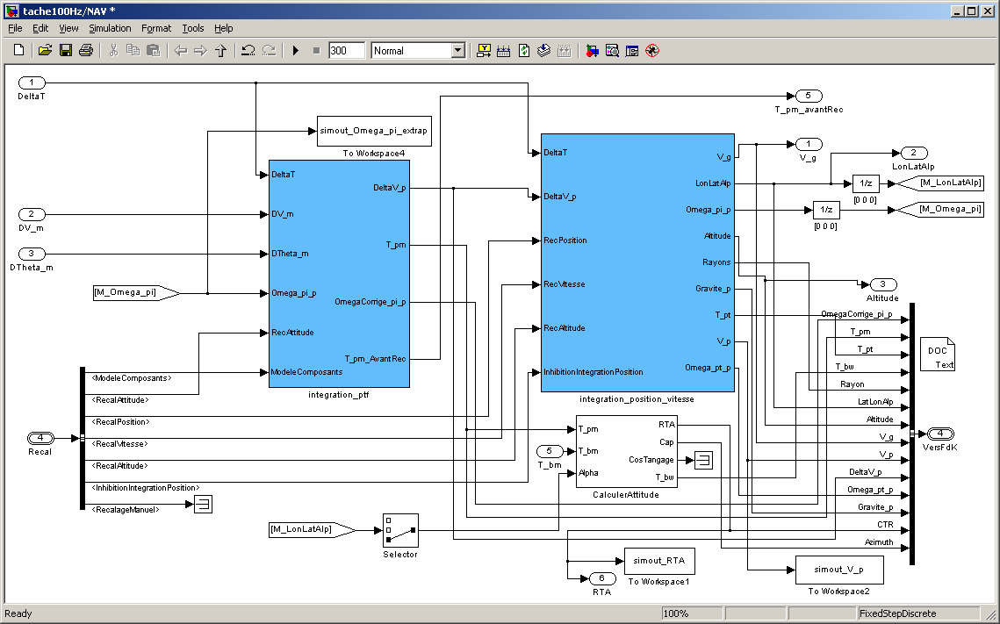 tache100Hz/NAV *
File Edit View Simulation Format Tools Help
300 Normal
1
DeltaT
5
T_pm_avantRec
simout_Omega_pi_extrap
To Workspace4
1
V_g
2
LonLatAlp
1/z
[0 0 0]
[M_LonLatAlp]
1/z
[0 0 0]
[M_Omega_pi]
2
DV_m
3
DTheta_m
[M_Omega_pi]
DeltaT
DV_m
DTheta_m
Omega_pi_p
RecAttitude
ModeleComposants
DeltaV_p
T_pm
OmegaCorrige_pi_p
T_pm_AvantRec
integration_ptf
DeltaT
DeltaV_p
RecPosition
RecVitesse
RecAltitude
InhibitionIntegrationPosition
V_g
LonLatAlp
Omega_pi_p
Altitude
Rayons
Gravite_p
T_pt
V_p
Omega_pt_p
integration_position_vitesse
3
Altitude
4
Recal
<ModeleComposants>
<RecalAttitude>
<RecalPosition>
<RecalVitesse>
<RecalAltitude>
<InhibitionIntegrationPosition>
<RecalageManuel>
5
T_bm
T_pm
T_bm
Alpha
RTA
Cap
CosTangage
T_bw
CalculerAttitude
OmegaCorrige_pi_p
T_pm
T_pt
T_bw
Rayon
LatLonAlp
Altitude
V_g
V_p
DeltaV_p
Omega_pt_p
Gravite_p
CTR
Azimuth
DOC
Text
4
VersFdK
[M_LonLatAlp]
Selector
simout_RTA
To Workspace1
6
RTA
simout_V_p
To Workspace2
Ready 100% FixedStepDiscrete